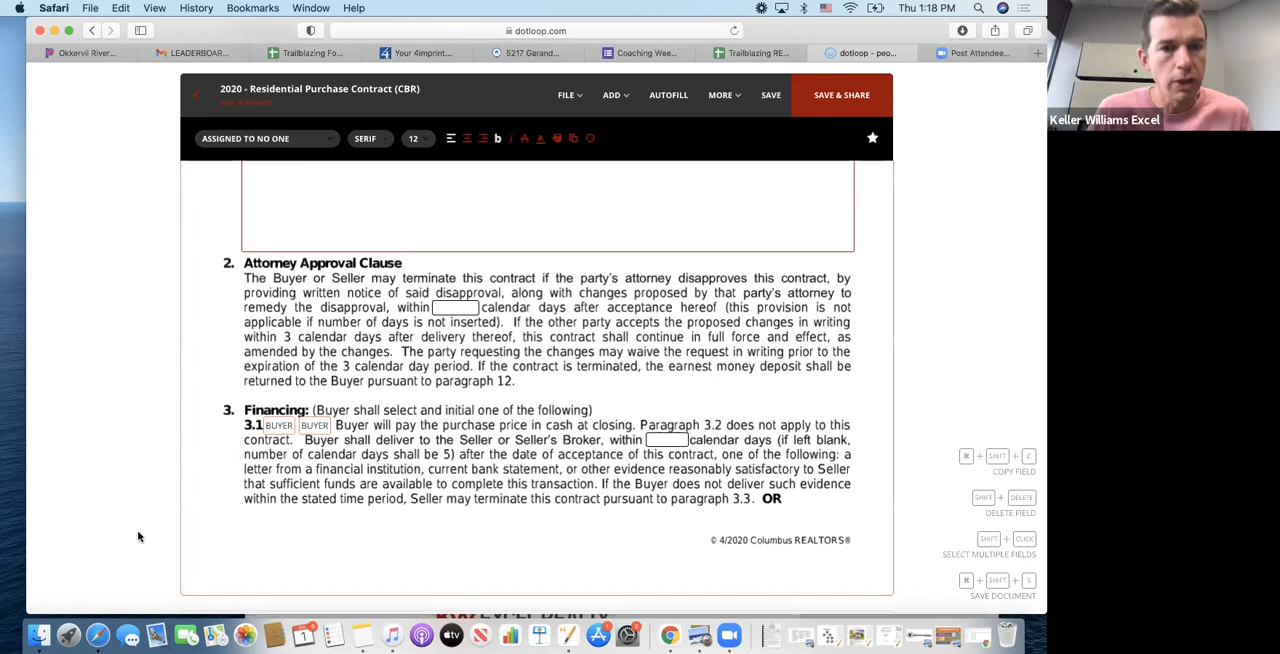 Safari File Edit View History Bookmarks Window Help Thu 1:18 PM
dotloop.com
Okkervil River... LEADERBOAR... Trailblazing Fo... Your 4imprint.... 5217 Garand... Coaching Wee... Trailblazing RE... dotloop - peo... Post Attendee...
2020 - Residential Purchase Contract (CBR)
FILE ADD AUTOFILL MORE SAVE SAVE & SHARE
ASSIGNED TO NO ONE SERIF 12 b i A A
Keller Williams Excel
2. Attorney Approval Clause
The Buyer or Seller may terminate this contract if the party's attorney disapproves this contract, by
providing written notice of said disapproval, along with changes proposed by that party's attorney to
remedy the disapproval, within calendar days after acceptance hereof (this provision is not
applicable if number of days is not inserted). If the other party accepts the proposed changes in writing
within 3 calendar days after delivery thereof, this contract shall continue in full force and effect, as
amended by the changes. The party requesting the changes may waive the request in writing prior to the
expiration of the 3 calendar day period. If the contract is terminated, the earnest money deposit shall be
returned to the Buyer pursuant to paragraph 12.
3. Financing: (Buyer shall select and initial one of the following)
3.1 BUYER BUYER Buyer will pay the purchase price in cash at closing. Paragraph 3.2 does not apply to this
contract. Buyer shall deliver to the Seller or Seller's Broker, within calendar days (if left blank,
number of calendar days shall be 5) after the date of acceptance of this contract, one of the following: a
letter from a financial institution, current bank statement, or other evidence reasonably satisfactory to Seller
that sufficient funds are available to complete this transaction. If the Buyer does not deliver such evidence
within the stated time period, Seller may terminate this contract pursuant to paragraph 3.3. OR
© 4/2020 Columbus REALTORS®
⌘ + SHIFT + C
COPY FIELD
SHIFT + DELETE
DELETE FIELD
SHIFT + CLICK
SELECT MULTIPLE FIELDS
⌘ + SHIFT + S
SAVE DOCUMENT
tv